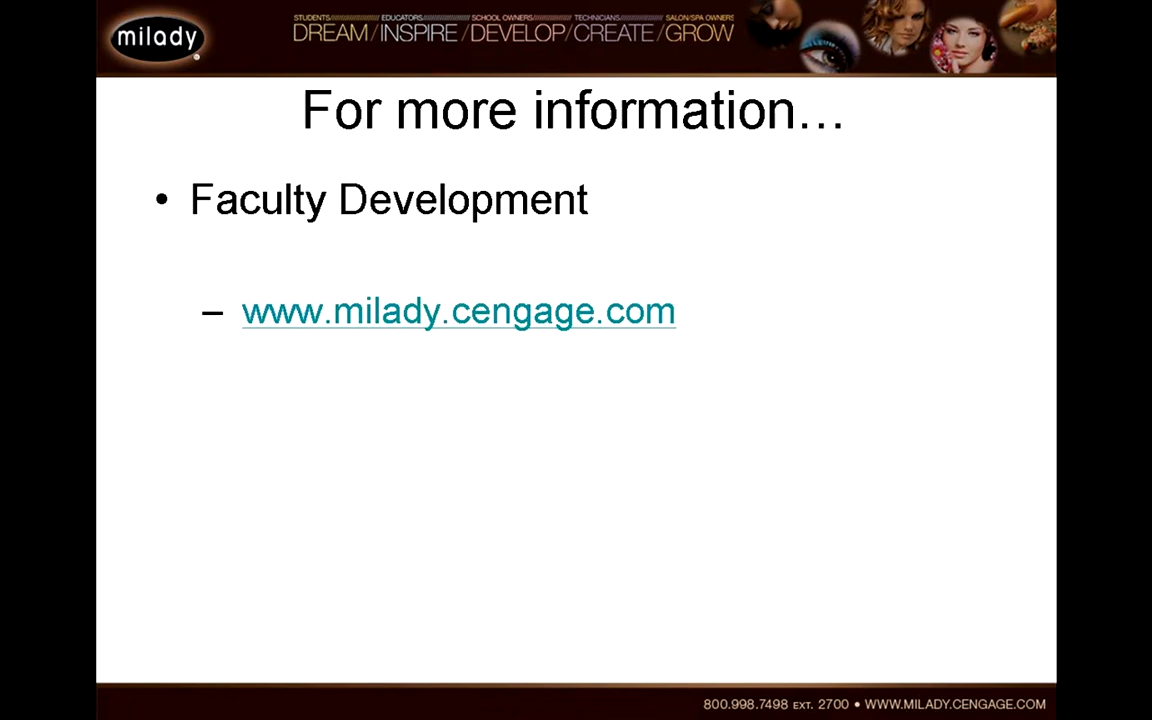 milady
STUDENTS EDUCATORS SCHOOL OWNERS TECHNICIANS SALON/SPA OWNERS
DREAM/INSPIRE/DEVELOP/CREATE/GROW
For more information…
• Faculty Development
– www.milady.cengage.com
800.998.7498 EXT. 2700 • WWW.MILADY.CENGAGE.COM